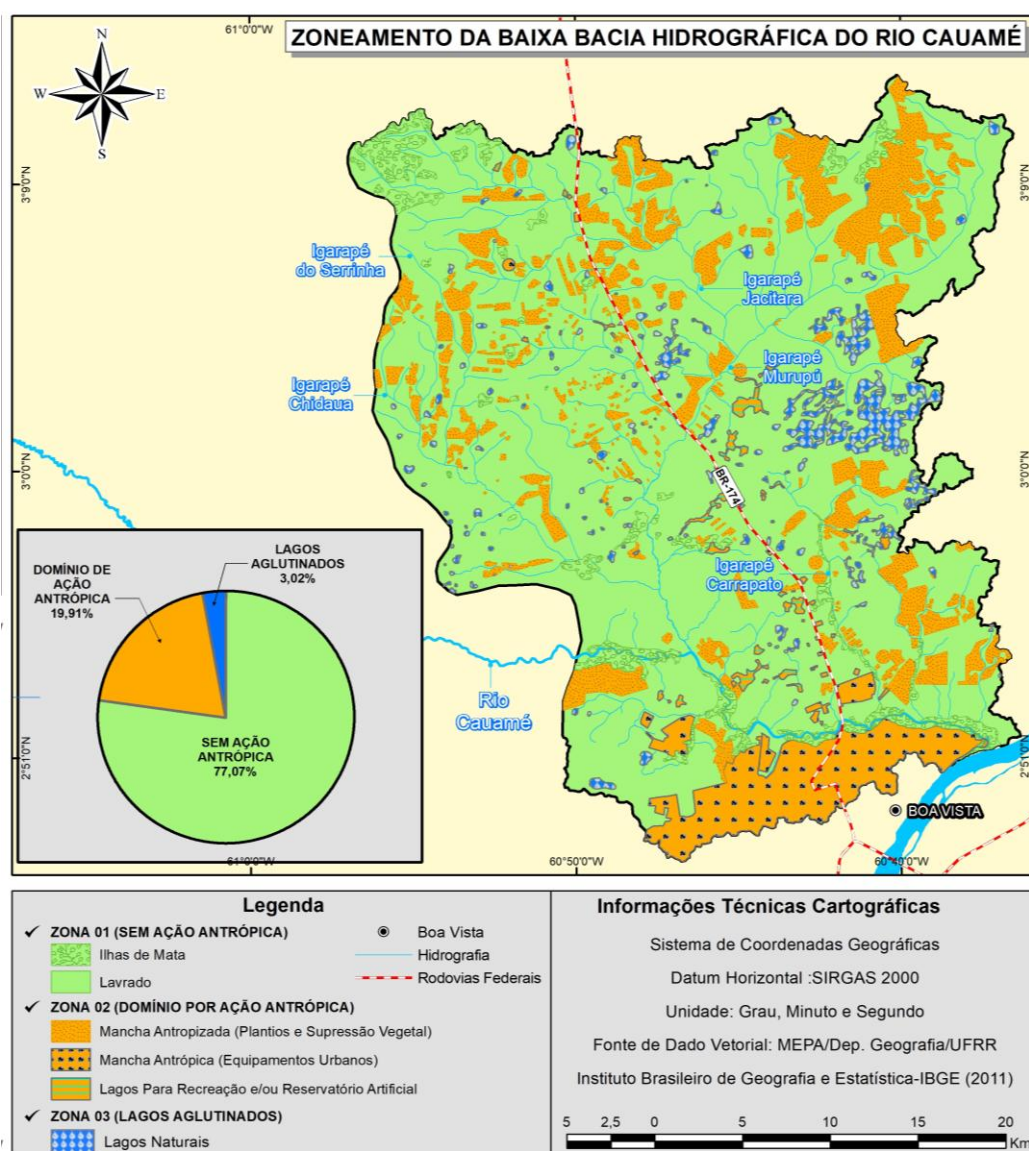 ZONEAMENTO DA BAIXA BACIA HIDROGRÁFICA DO RIO CAUAMÉ
61°0'0"W
N
W
E
S
3°9'0"N
3°9'0"N
Igarapé
do Serrinha
Igarapé
Jacitara
Igarapé
Chidaua
Igarapé
Murupú
3°0'0"N
3°0'0"N
BR-174
Igarapé
Carrapato
LAGOS
AGLUTINADOS
3,02%
DOMÍNIO DE
AÇÃO
ANTRÓPICA
19,91%
SEM AÇÃO
ANTRÓPICA
77,07%
Rio
Cauamé
2°51'0"N
2°51'0"N
BOA VISTA
61°0'0"W
60°50'0"W
60°40'0"W
Legenda
ZONA 01 (SEM AÇÃO ANTRÓPICA)
Ilhas de Mata
Lavrado
Boa Vista
Hidrografia
Rodovias Federais
ZONA 02 (DOMÍNIO POR AÇÃO ANTRÓPICA)
Mancha Antropizada (Plantios e Supressão Vegetal)
Mancha Antrópica (Equipamentos Urbanos)
Lagos Para Recreação e/ou Reservatório Artificial
ZONA 03 (LAGOS AGLUTINADOS)
Lagos Naturais
Informações Técnicas Cartográficas
Sistema de Coordenadas Geográficas
Datum Horizontal :SIRGAS 2000
Unidade: Grau, Minuto e Segundo
Fonte de Dado Vetorial: MEPA/Dep. Geografia/UFRR
Instituto Brasileiro de Geografia e Estatística-IBGE (2011)
5 2,5 0 5 10 15 20
Km